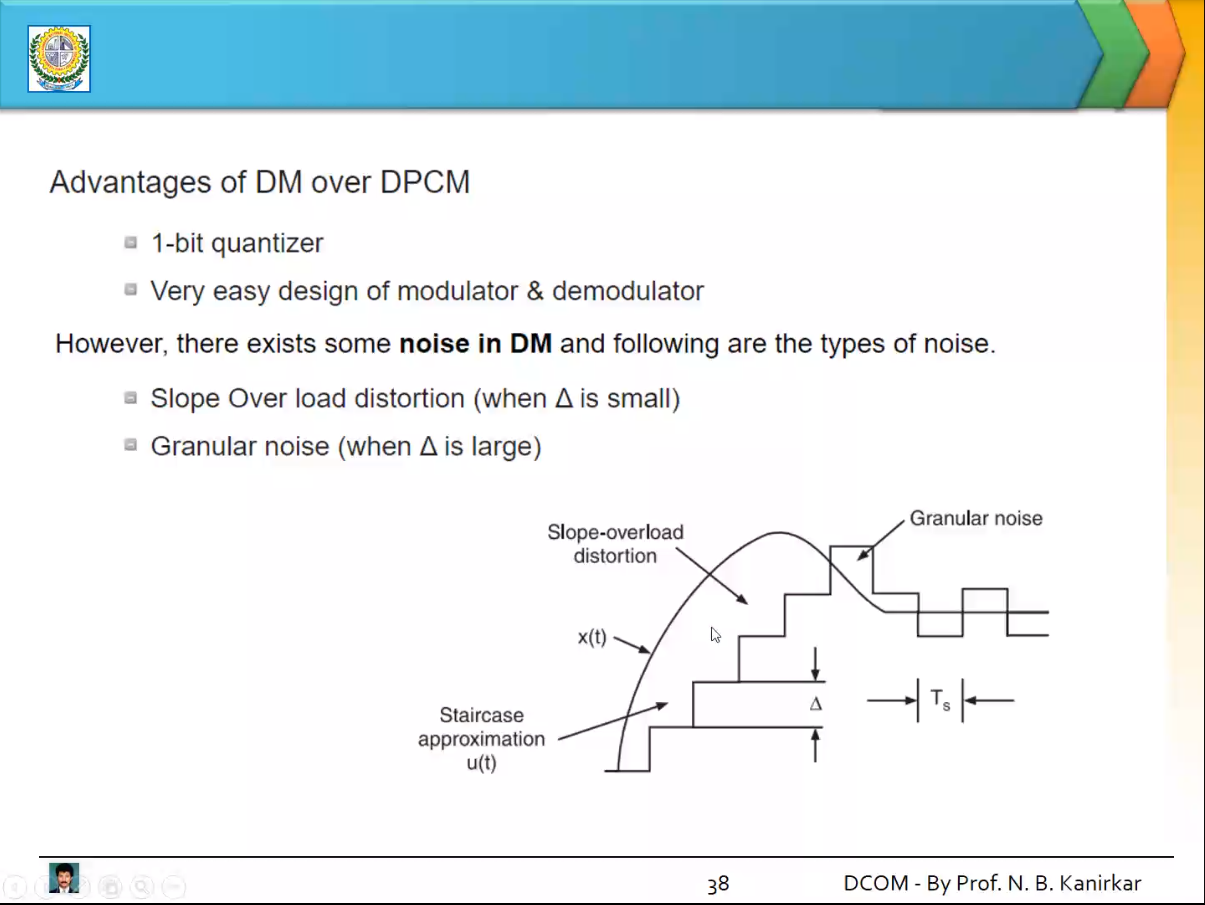 Advantages of DM over DPCM
1-bit quantizer
Very easy design of modulator & demodulator
However, there exists some noise in DM and following are the types of noise.
Slope Over load distortion (when Δ is small)
Granular noise (when Δ is large)
Slope-overload
distortion
Granular noise
x(t)
Δ
Ts
Staircase
approximation
u(t)
38
DCOM - By Prof. N. B. Kanirkar